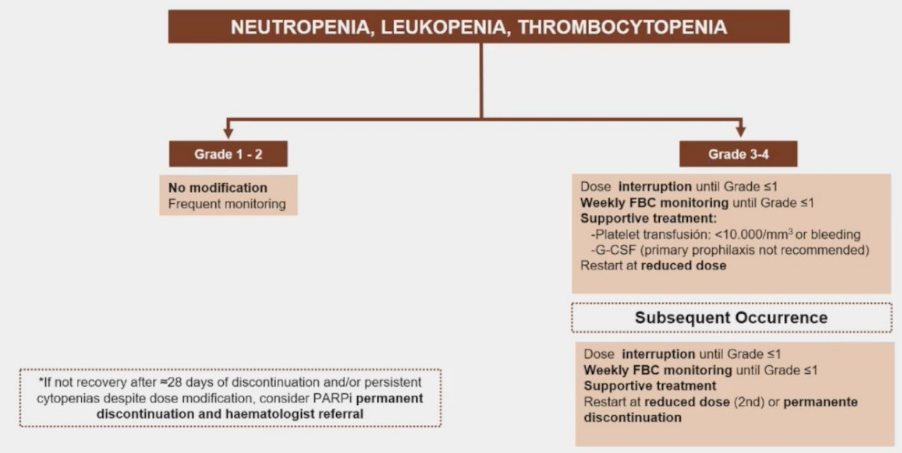 NEUTROPENIA, LEUKOPENIA, THROMBOCYTOPENIA
Grade 1 - 2
No modification
Frequent monitoring
Grade 3-4
Dose interruption until Grade ≤1
Weekly FBC monitoring until Grade ≤1
Supportive treatment:
-Platelet transfusión: <10.000/mm³ or bleeding
-G-CSF (primary prophilaxis not recommended)
Restart at reduced dose
Subsequent Occurrence
Dose interruption until Grade ≤1
Weekly FBC monitoring until Grade ≤1
Supportive treatment
Restart at reduced dose (2nd) or permanente
discontinuation
*If not recovery after ≈28 days of discontinuation and/or persistent
cytopenias despite dose modification, consider PARPi permanent
discontinuation and haematologist referral